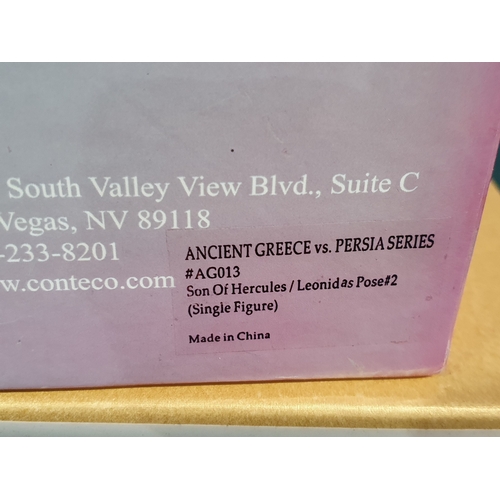 South Valley View Blvd., Suite C
Vegas, NV 89118
-233-8201
w.conteco.com
ANCIENT GREECE vs. PERSIA SERIES
#AG013
Son Of Hercules / Leonidas Pose#2
(Single Figure)
Made in China